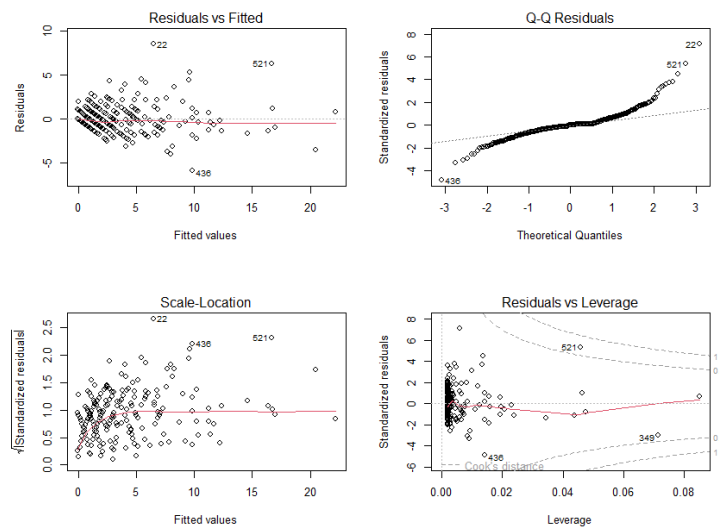 Residuals vs Fitted
Residuals
10
5
0
-5
22
521
436
0 5 10 15 20
Fitted values
Q-Q Residuals
Standardized residuals
8
6
4
2
0
-2
-4
22
521
436
-3 -2 -1 0 1 2 3
Theoretical Quantiles
Scale-Location
√|Standardized residuals|
2.5
2.0
1.5
1.0
0.5
0.0
22
436
521
0 5 10 15 20
Fitted values
Residuals vs Leverage
Standardized residuals
8
6
4
2
0
-2
-4
-6
521
349
436
Cook's distance
1
0
0
1
0.00 0.02 0.04 0.06 0.08
Leverage